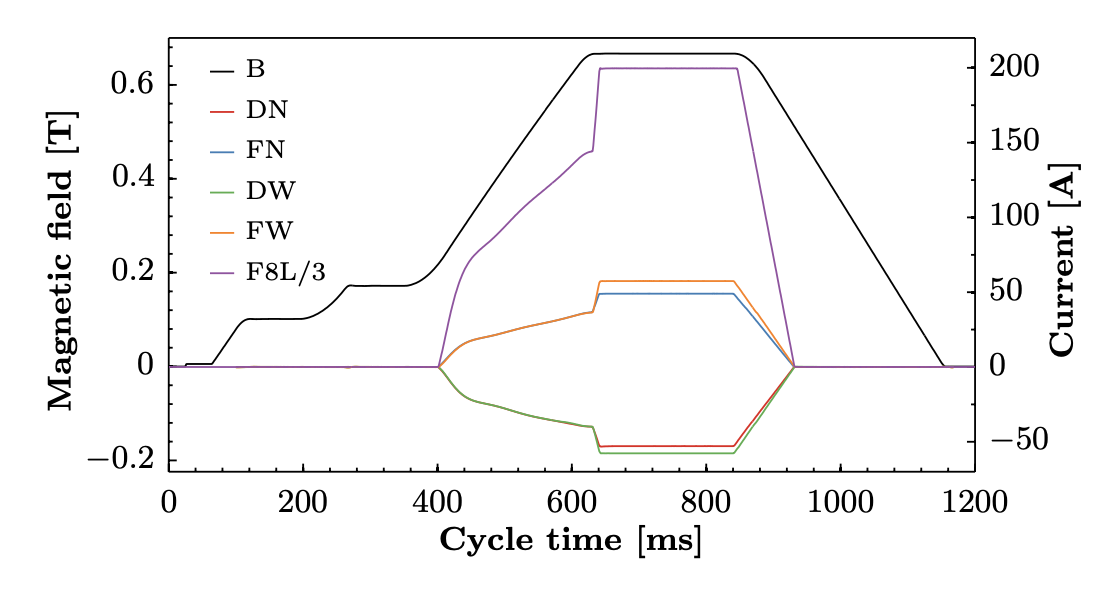 B
DN
FN
DW
FW
F8L/3
Magnetic field [T]
0.6
0.4
0.2
0
−0.2
200
150
100
50
0
−50
Current [A]
0 200 400 600 800 1000 1200
Cycle time [ms]